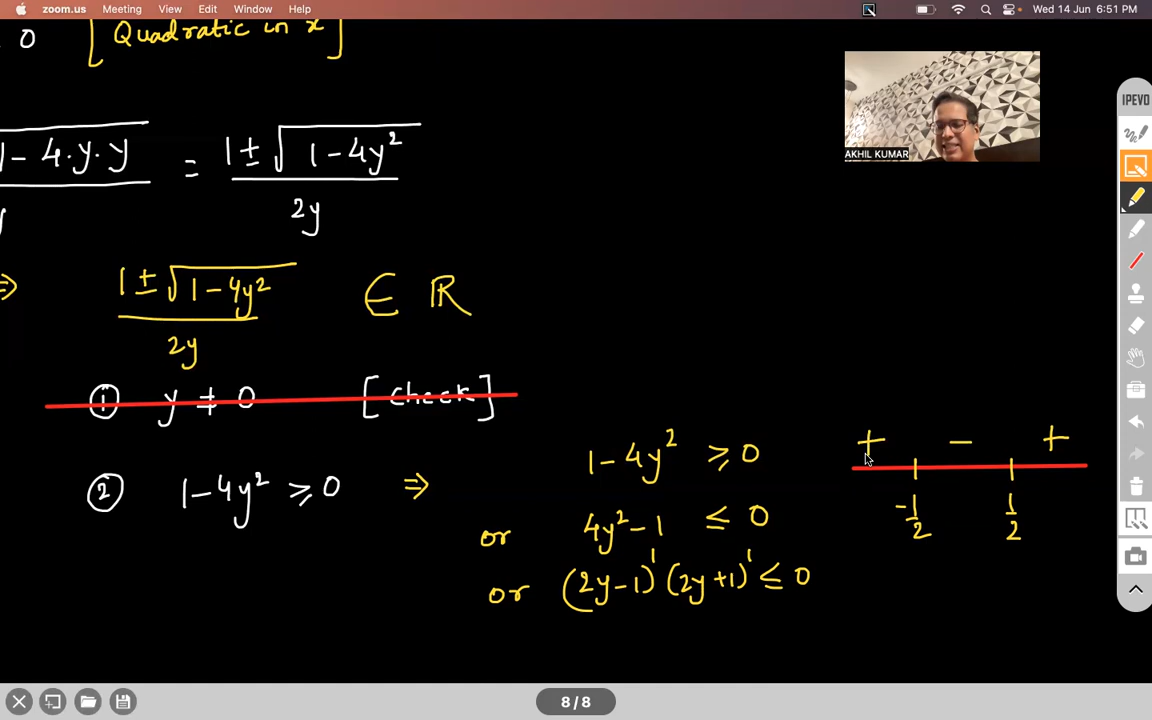 zoom.us Meeting View Edit Window Help Wed 14 Jun 6:51 PM
0 [Quadratic in x]
1 - 4.y.y = 1 ± √1-4y²
2y
IPEVO
AKHIL KUMAR
⇒ 1 ± √1-4y² ∈ ℝ
2y
① y ≠ 0 [Check]
② 1-4y² ≥ 0 ⇒ 1-4y² ≥ 0
or 4y²-1 ≤ 0
or (2y-1)¹ (2y+1)¹ ≤ 0
+ - +
-1/2 1/2
8/8